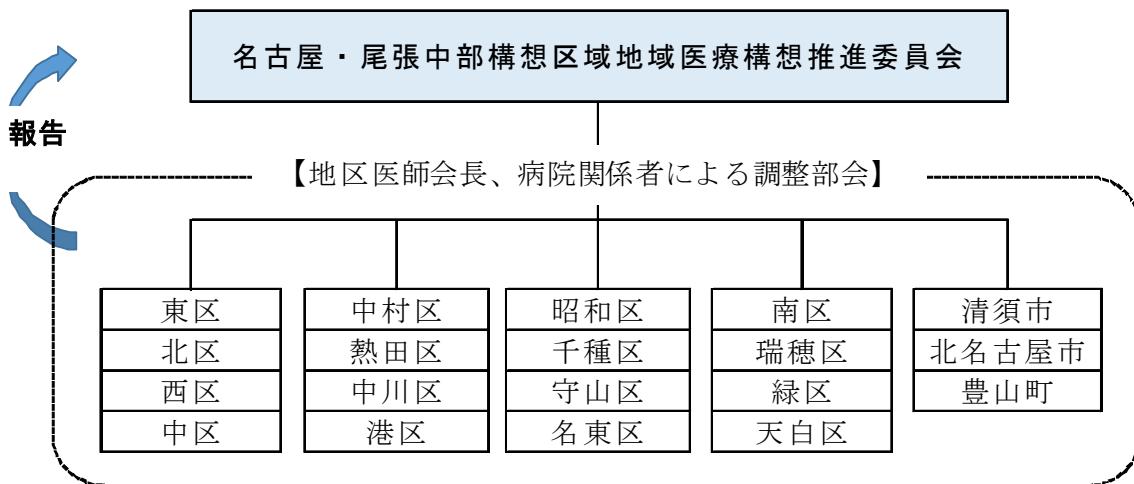 名古屋・尾張中部構想区域地域医療構想推進委員会
報告
【地区医師会長、病院関係者による調整部会】
東区
北区
西区
中区
中村区
熱田区
中川区
港区
昭和区
千種区
守山区
名東区
南区
瑞穂区
緑区
天白区
清須市
北名古屋市
豊山町